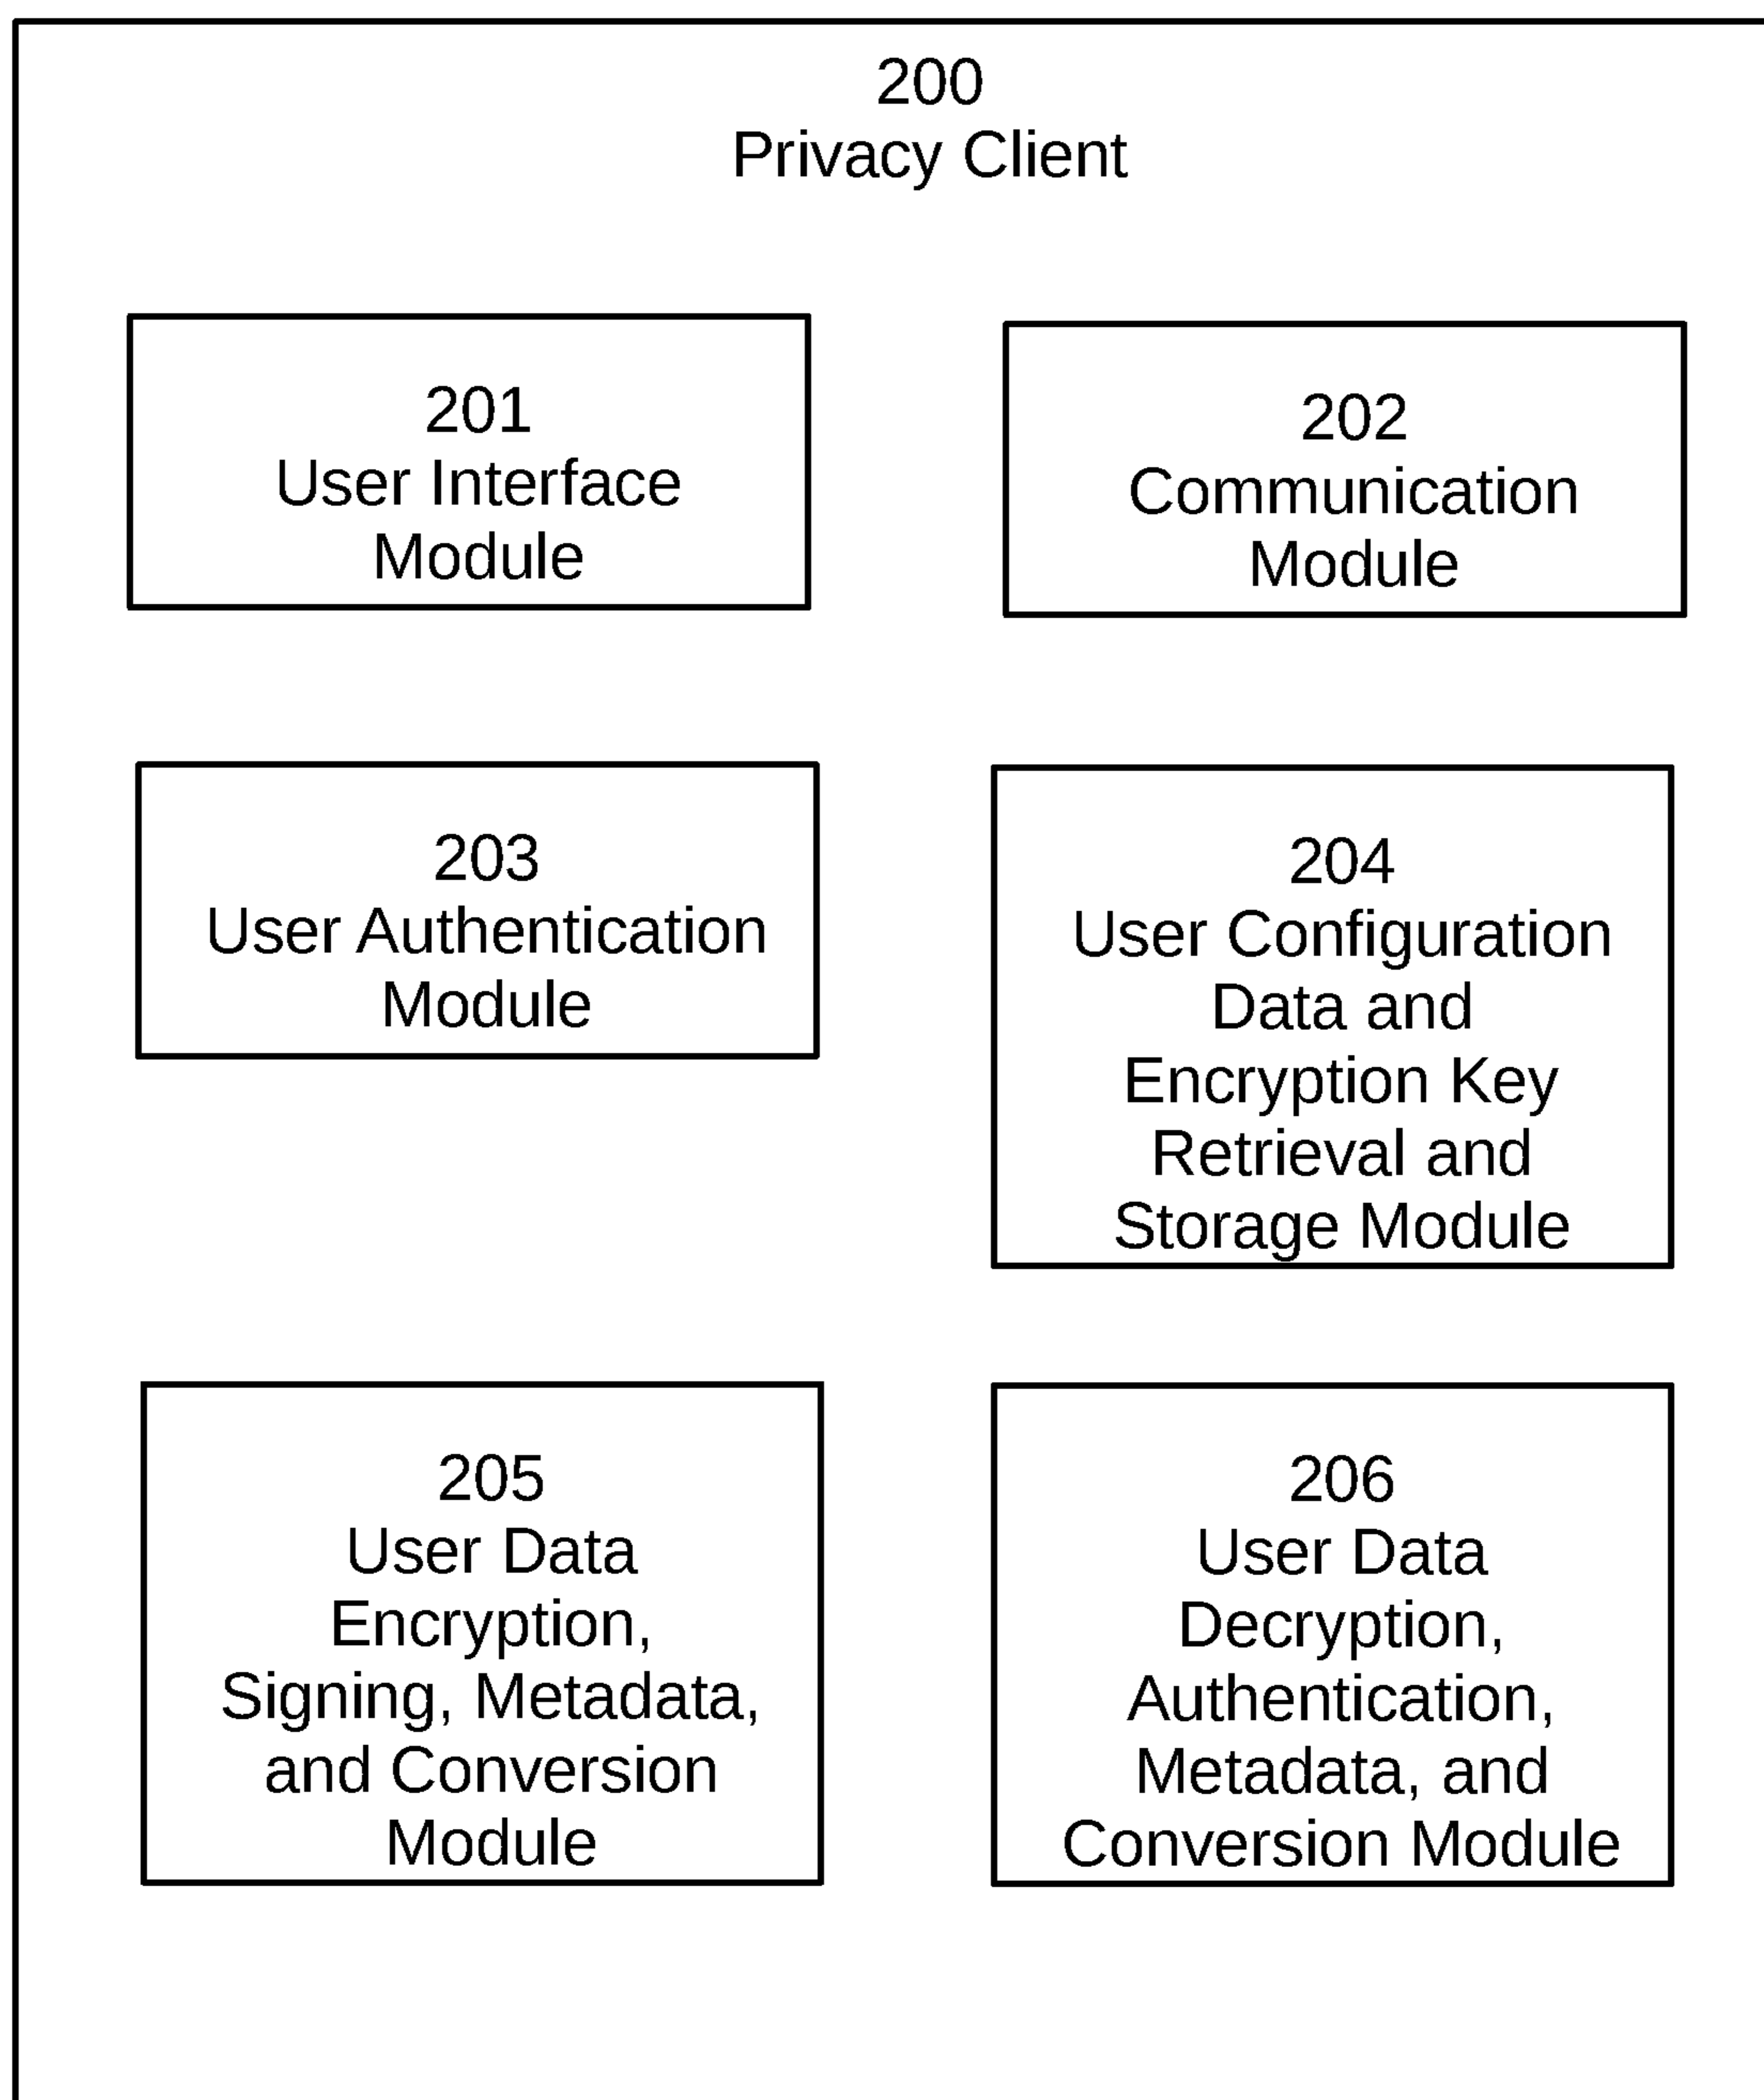 200
Privacy Client
201
User Interface
Module
202
Communication
Module
203
User Authentication
Module
204
User Configuration
Data and
Encryption Key
Retrieval and
Storage Module
205
User Data
Encryption,
Signing, Metadata,
and Conversion
Module
206
User Data
Decryption,
Authentication,
Metadata, and
Conversion Module